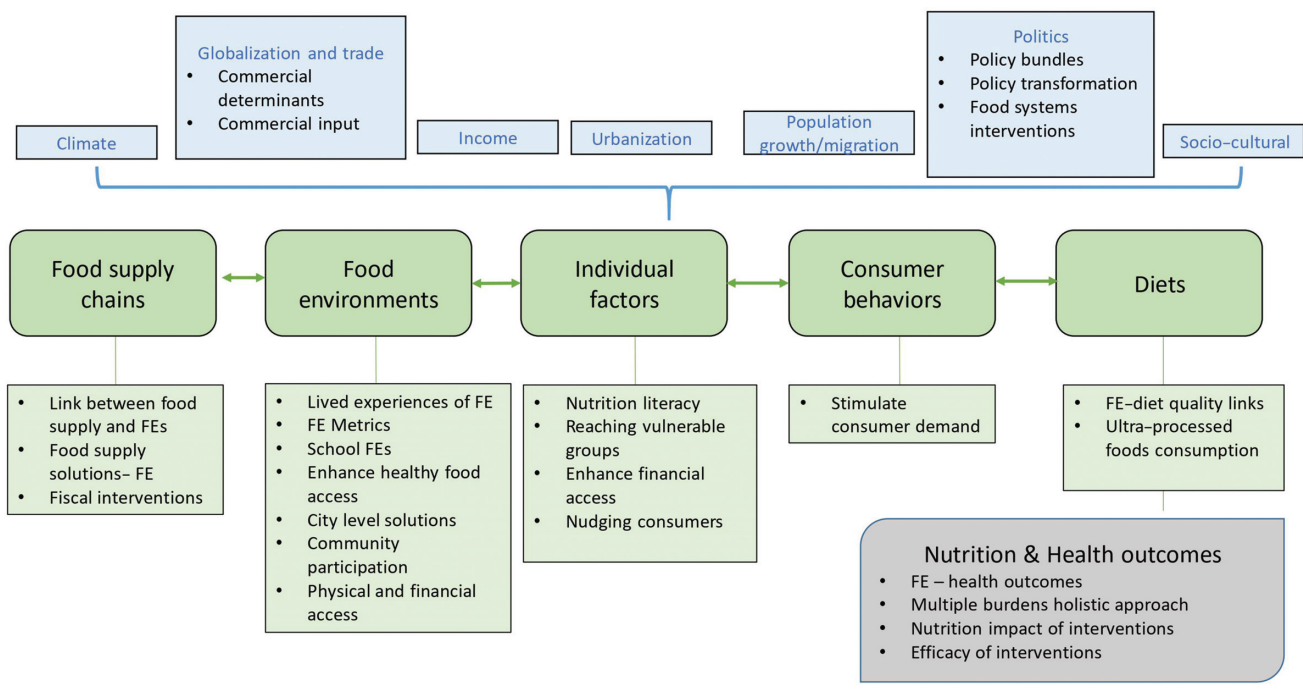 Climate
Globalization and trade
• Commercial
determinants
• Commercial input
Income
Urbanization
Population
growth/migration
Politics
• Policy bundles
• Policy transformation
• Food systems
interventions
Socio-cultural
Food supply
chains
Food
environments
Individual
factors
Consumer
behaviors
Diets
• Link between food
supply and FEs
• Food supply
solutions– FE
• Fiscal interventions
• Lived experiences of FE
• FE Metrics
• School FEs
• Enhance healthy food
access
• City level solutions
• Community
participation
• Physical and financial
access
• Nutrition literacy
• Reaching vulnerable
groups
• Enhance financial
access
• Nudging consumers
• Stimulate
consumer demand
• FE–diet quality links
• Ultra–processed
foods consumption
Nutrition & Health outcomes
• FE – health outcomes
• Multiple burdens holistic approach
• Nutrition impact of interventions
• Efficacy of interventions